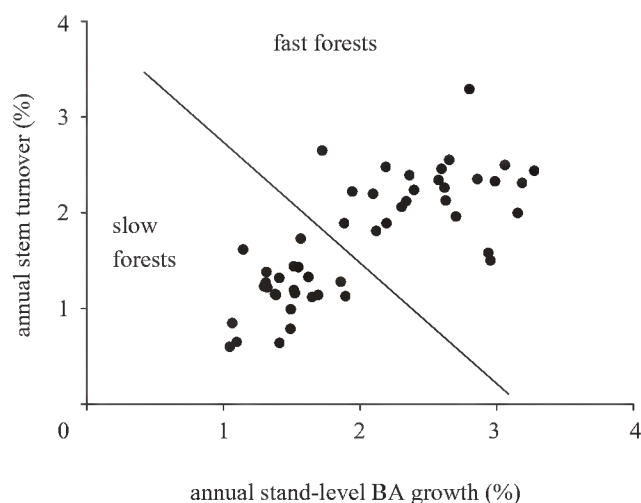 4
fast forests
3
annual stem turnover (%)
2
slow
forests
1
0
1
2
3
4
annual stand-level BA growth (%)